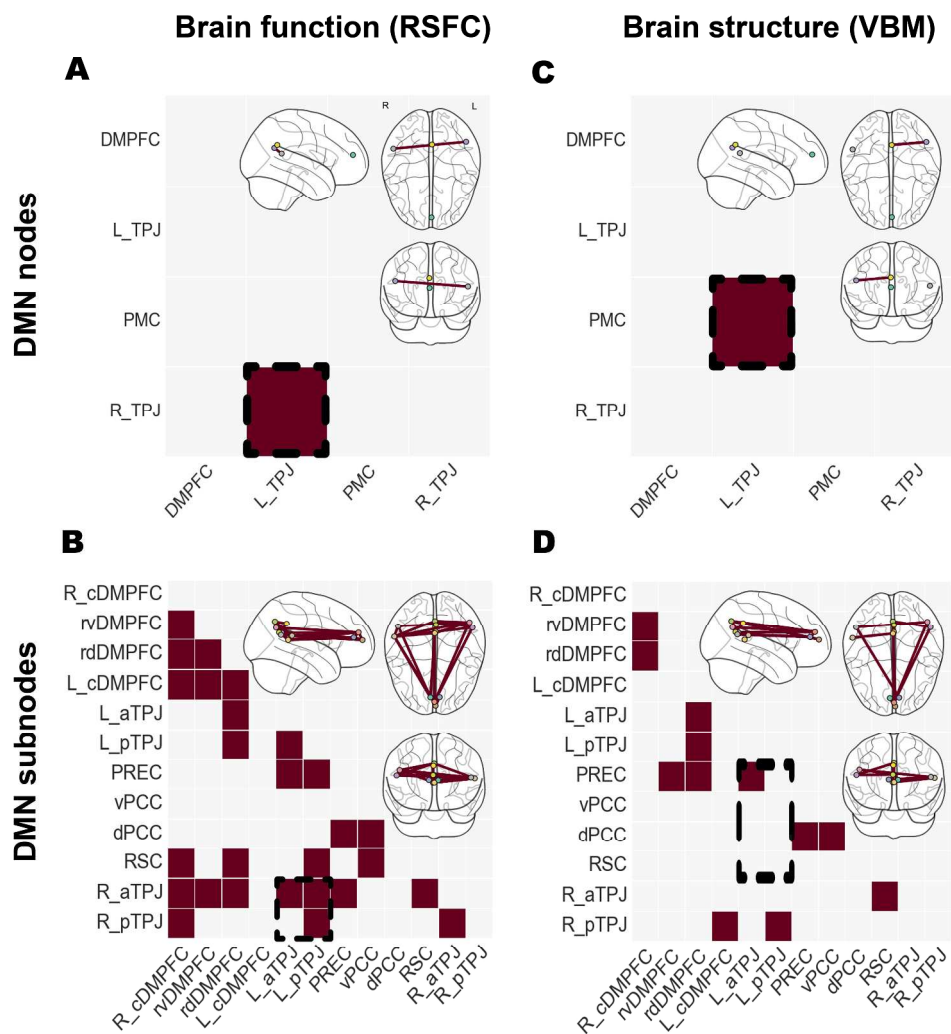 Brain function (RSFC)
Brain structure (VBM)
A
C
DMN nodes
DMPFC
L_TPJ
PMC
R_TPJ
R
L
DMPFC
L_TPJ
PMC
R_TPJ
DMPFC
L_TPJ
PMC
R_TPJ
DMPFC
L_TPJ
PMC
R_TPJ
B
D
DMN subnodes
R_cDMPFC
rvDMPFC
rdDMPFC
L_cDMPFC
L_aTPJ
L_pTPJ
PREC
vPCC
dPCC
RSC
R_aTPJ
R_pTPJ
R_cDMPFC
rvDMPFC
rdDMPFC
L_cDMPFC
L_aTPJ
L_pTPJ
PREC
vPCC
dPCC
RSC
R_aTPJ
R_pTPJ
R_cDMPFC
rvDMPFC
rdDMPFC
L_cDMPFC
L_aTPJ
L_pTPJ
PREC
vPCC
dPCC
RSC
R_aTPJ
R_pTPJ
R_cDMPFC
rvDMPFC
rdDMPFC
L_cDMPFC
L_aTPJ
L_pTPJ
PREC
vPCC
dPCC
RSC
R_aTPJ
R_pTPJ